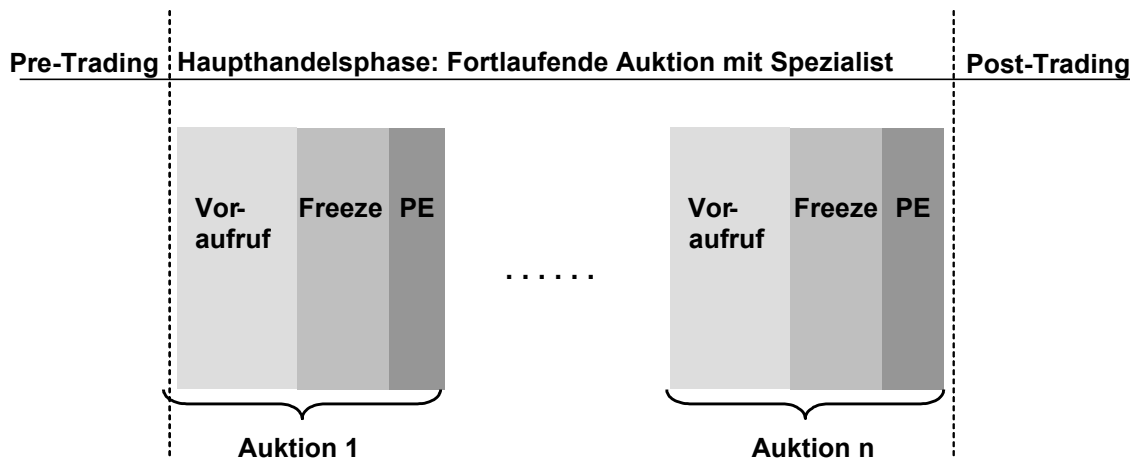 Pre-Trading Haupthandelsphase: Fortlaufende Auktion mit Spezialist Post-Trading
Vor-
aufruf
Freeze
PE
. . . . . .
Vor-
aufruf
Freeze
PE
Auktion 1
Auktion n